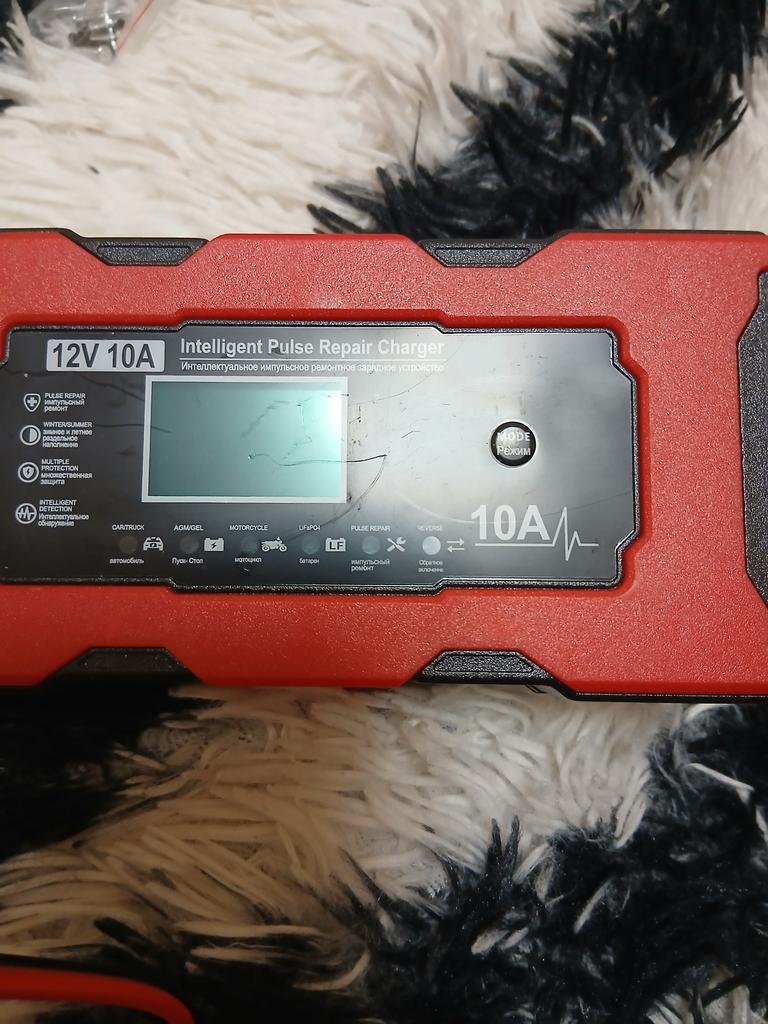 12V 10A
Intelligent Pulse Repair Charger
Интеллектуальное импульсное ремонтное зарядное устройство
PULSE REPAIR
импульсный
ремонт
WINTER/SUMMER
зимнее и летнее
раздельное
наполнение
MULTIPLE
PROTECTION
множественная
защита
INTELLIGENT
DETECTION
Интеллектуальное
обнаружение
MODE
Режим
10A
CAR/TRUCK
AGM/GEL
MOTORCYCLE
LiFePO4
PULSE REPAIR
REVERSE
LF
автомобиль
Пуск- Стоп
мотоцикл
батареи
импульсный
ремонт
Обратное
включение